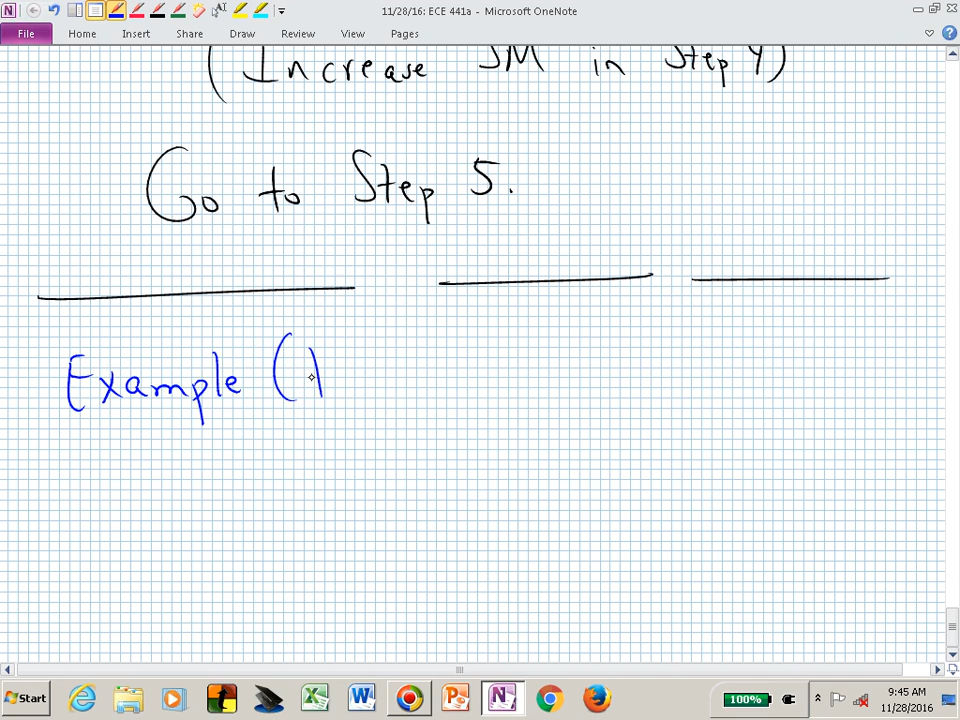 11/28/16: ECE 441a - Microsoft OneNote
File Home Insert Share Draw Review View Pages
(Increase SM in Step 4)
Go to Step 5.
Example (1
Start 100% 9:45 AM
11/28/2016